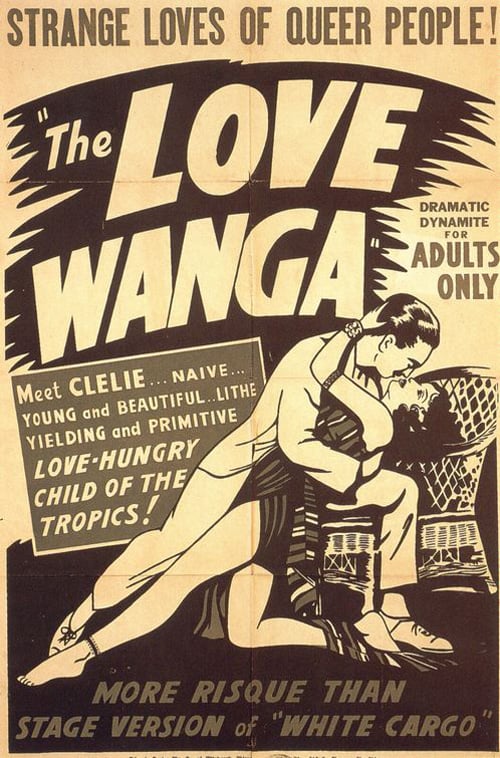 STRANGE LOVES OF QUEER PEOPLE!
"The LOVE
WANGA"
DRAMATIC
DYNAMITE
FOR
ADULTS
ONLY
Meet CLELIE... NAIVE...
YOUNG and BEAUTIFUL..LITHE
YIELDING and PRIMITIVE
LOVE-HUNGRY
CHILD OF THE
TROPICS!
MORE RISQUE THAN
STAGE VERSION of "WHITE CARGO"